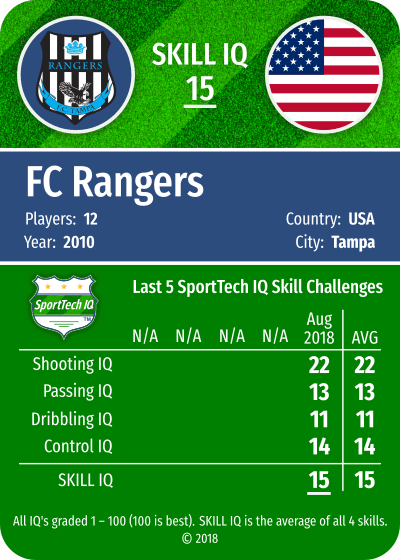 RANGERS
F.C. TAMPA
SKILL IQ
15
FC Rangers
Players: 12
Country: USA
Year: 2010
City: Tampa
SportTech IQ
TM
Last 5 SportTech IQ Skill Challenges
N/A N/A N/A N/A Aug 2018 AVG
Shooting IQ 22 22
Passing IQ 13 13
Dribbling IQ 11 11
Control IQ 14 14
SKILL IQ 15 15
All IQ's graded 1 – 100 (100 is best). SKILL IQ is the average of all 4 skills.
© 2018